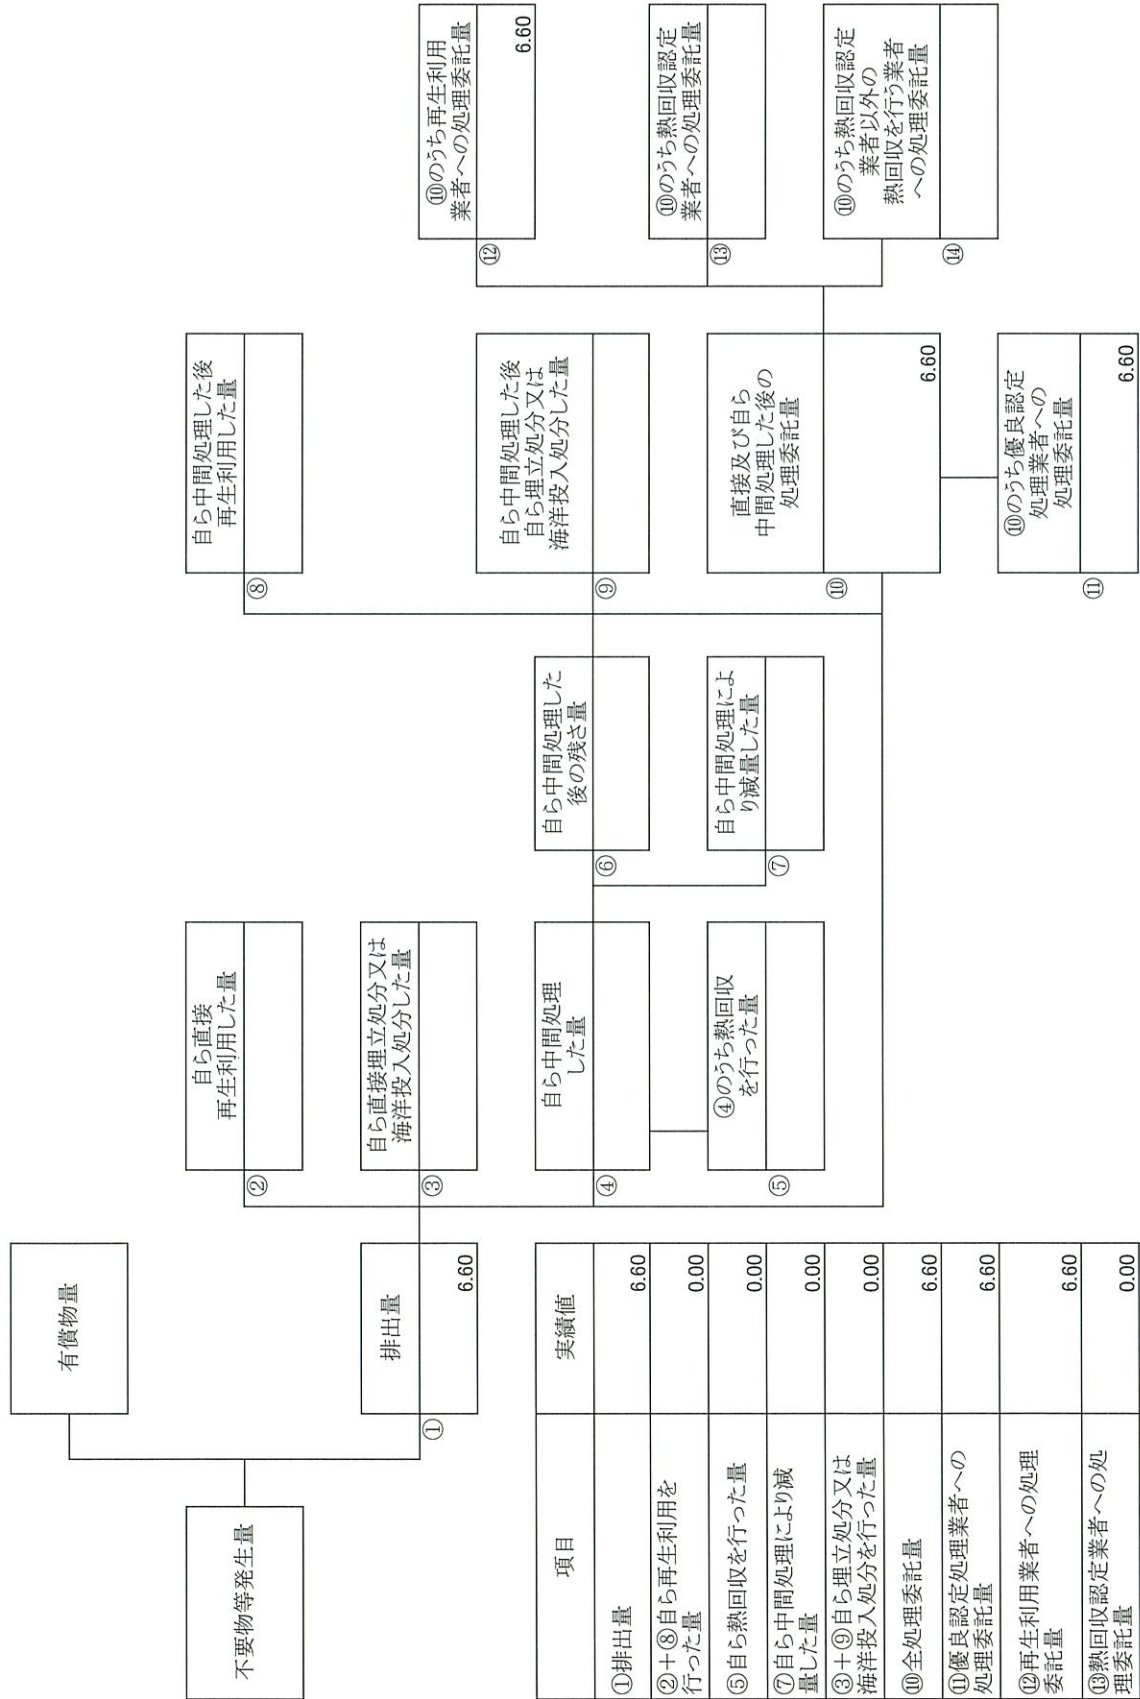 不要物等発生量
有償物量
排出量
①
6.60
自ら直接
再生利用した量
②
自ら直接埋立処分又は
海洋投入処分した量
③
自ら中間処理
した量
④
④のうち熱回収
を行った量
⑤
自ら中間処理した
後の残さ量
⑥
自ら中間処理によ
り減量した量
⑦
自ら中間処理した後
再生利用した量
⑧
自ら中間処理した後
自ら埋立処分又は
海洋投入処分した量
⑨
直接及び自ら
中間処理した後の
処理委託量
⑩
6.60
⑩のうち優良認定
処理業者への
処理委託量
⑪
6.60
⑩のうち再生利用
業者への処理委託量
⑫
6.60
⑩のうち熱回収認定
業者への処理委託量
⑬
⑩のうち熱回収認定
業者以外の
熱回収を行う業者
への処理委託量
⑭
項目 実績値
①排出量 6.60
②+⑧自ら再生利用を
行った量 0.00
⑤自ら熱回収を行った量 0.00
⑦自ら中間処理により減
量した量 0.00
③+⑨自ら埋立処分又は
海洋投入処分を行った量 0.00
⑩全処理委託量 6.60
⑪優良認定処理業者への
処理委託量 6.60
⑫再生利用業者への処理
委託量 6.60
⑬熱回収認定業者への処
理委託量 0.00